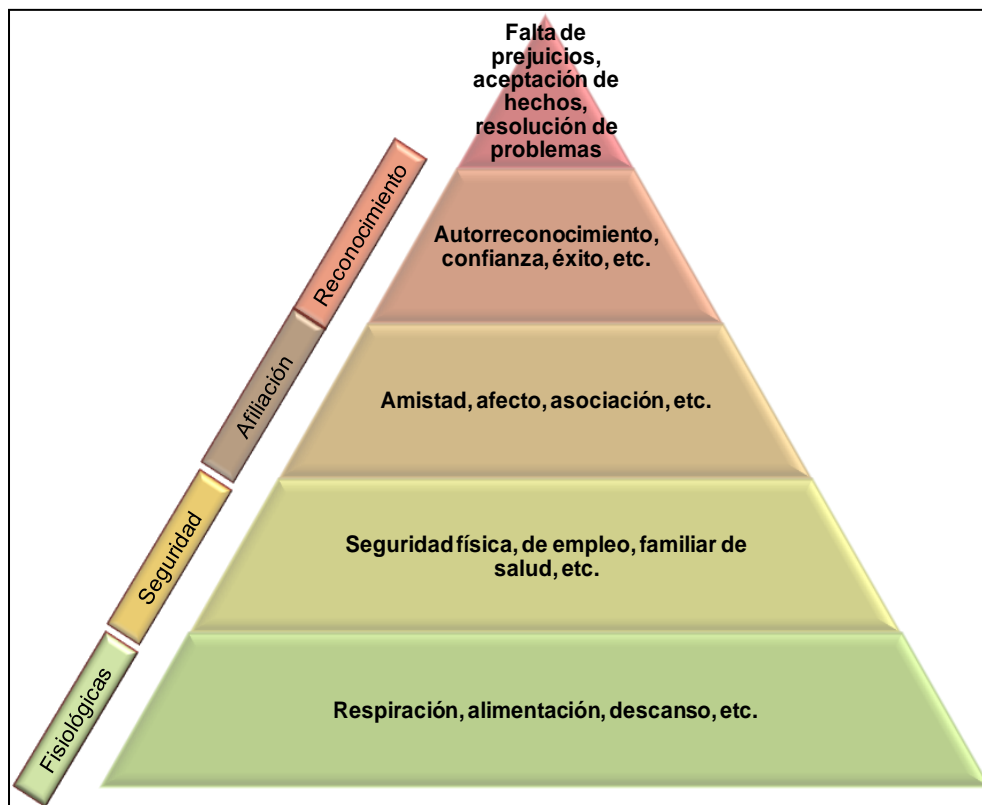 Falta de
prejuicios,
aceptación de
hechos,
resolución de
problemas
Reconocimiento
Autorreconocimiento,
confianza, éxito, etc.
Afiliación
Amistad, afecto, asociación, etc.
Seguridad
Seguridad física, de empleo, familiar de
salud, etc.
Fisiológicas
Respiración, alimentación, descanso, etc.